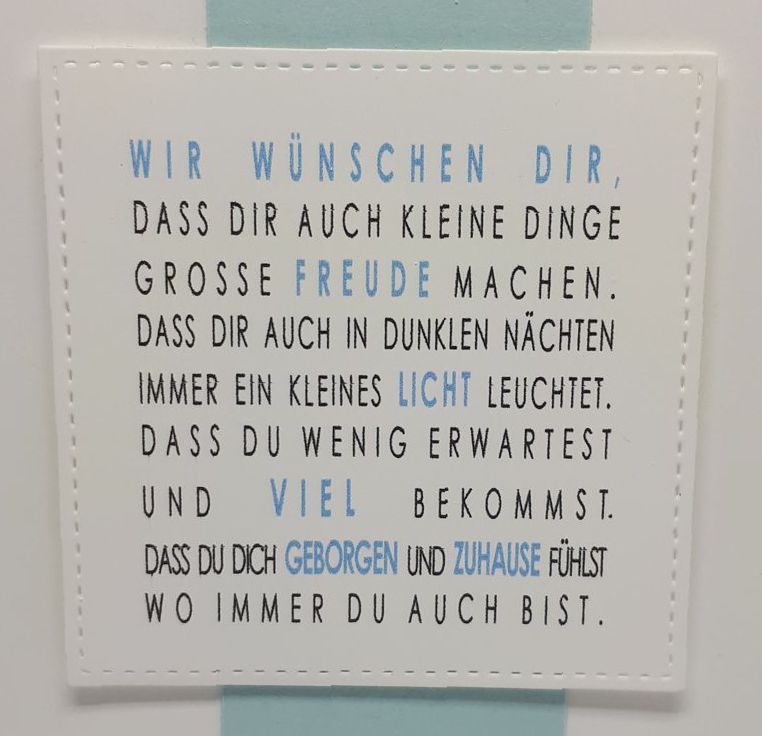 WIR WÜNSCHEN DIR,
DASS DIR AUCH KLEINE DINGE
GROSSE FREUDE MACHEN.
DASS DIR AUCH IN DUNKLEN NÄCHTEN
IMMER EIN KLEINES LICHT LEUCHTET.
DASS DU WENIG ERWARTEST
UND VIEL BEKOMMST.
DASS DU DICH GEBORGEN UND ZUHAUSE FÜHLST
WO IMMER DU AUCH BIST.